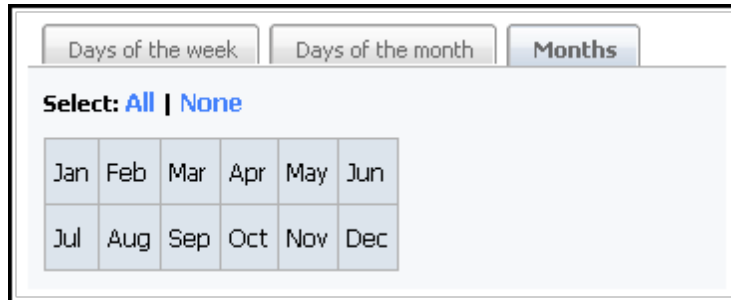 Days of the week Days of the month Months
Select: All | None
Jan Feb Mar Apr May Jun
Jul Aug Sep Oct Nov Dec